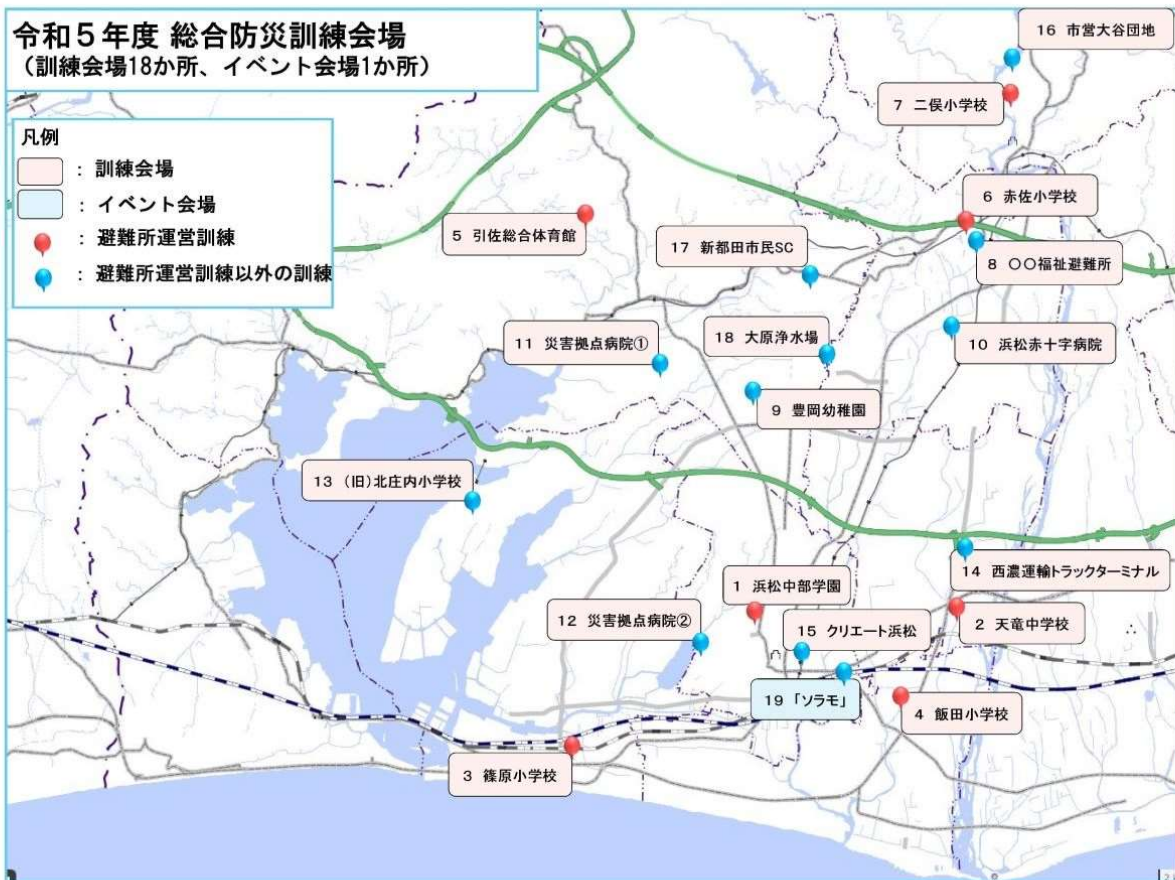 令和５年度 総合防災訓練会場
（訓練会場18か所、イベント会場1か所）
凡例
： 訓練会場
： イベント会場
： 避難所運営訓練
： 避難所運営訓練以外の訓練
16 市営大谷団地
7 二俣小学校
6 赤佐小学校
5 引佐総合体育館
17 新都田市民SC
8 〇〇福祉避難所
11 災害拠点病院①
18 大原浄水場
10 浜松赤十字病院
9 豊岡幼稚園
13 （旧）北庄内小学校
14 西濃運輸トラックターミナル
1 浜松中部学園
12 災害拠点病院②
15 クリエート浜松
2 天竜中学校
19 「ソラモ」
4 飯田小学校
3 篠原小学校